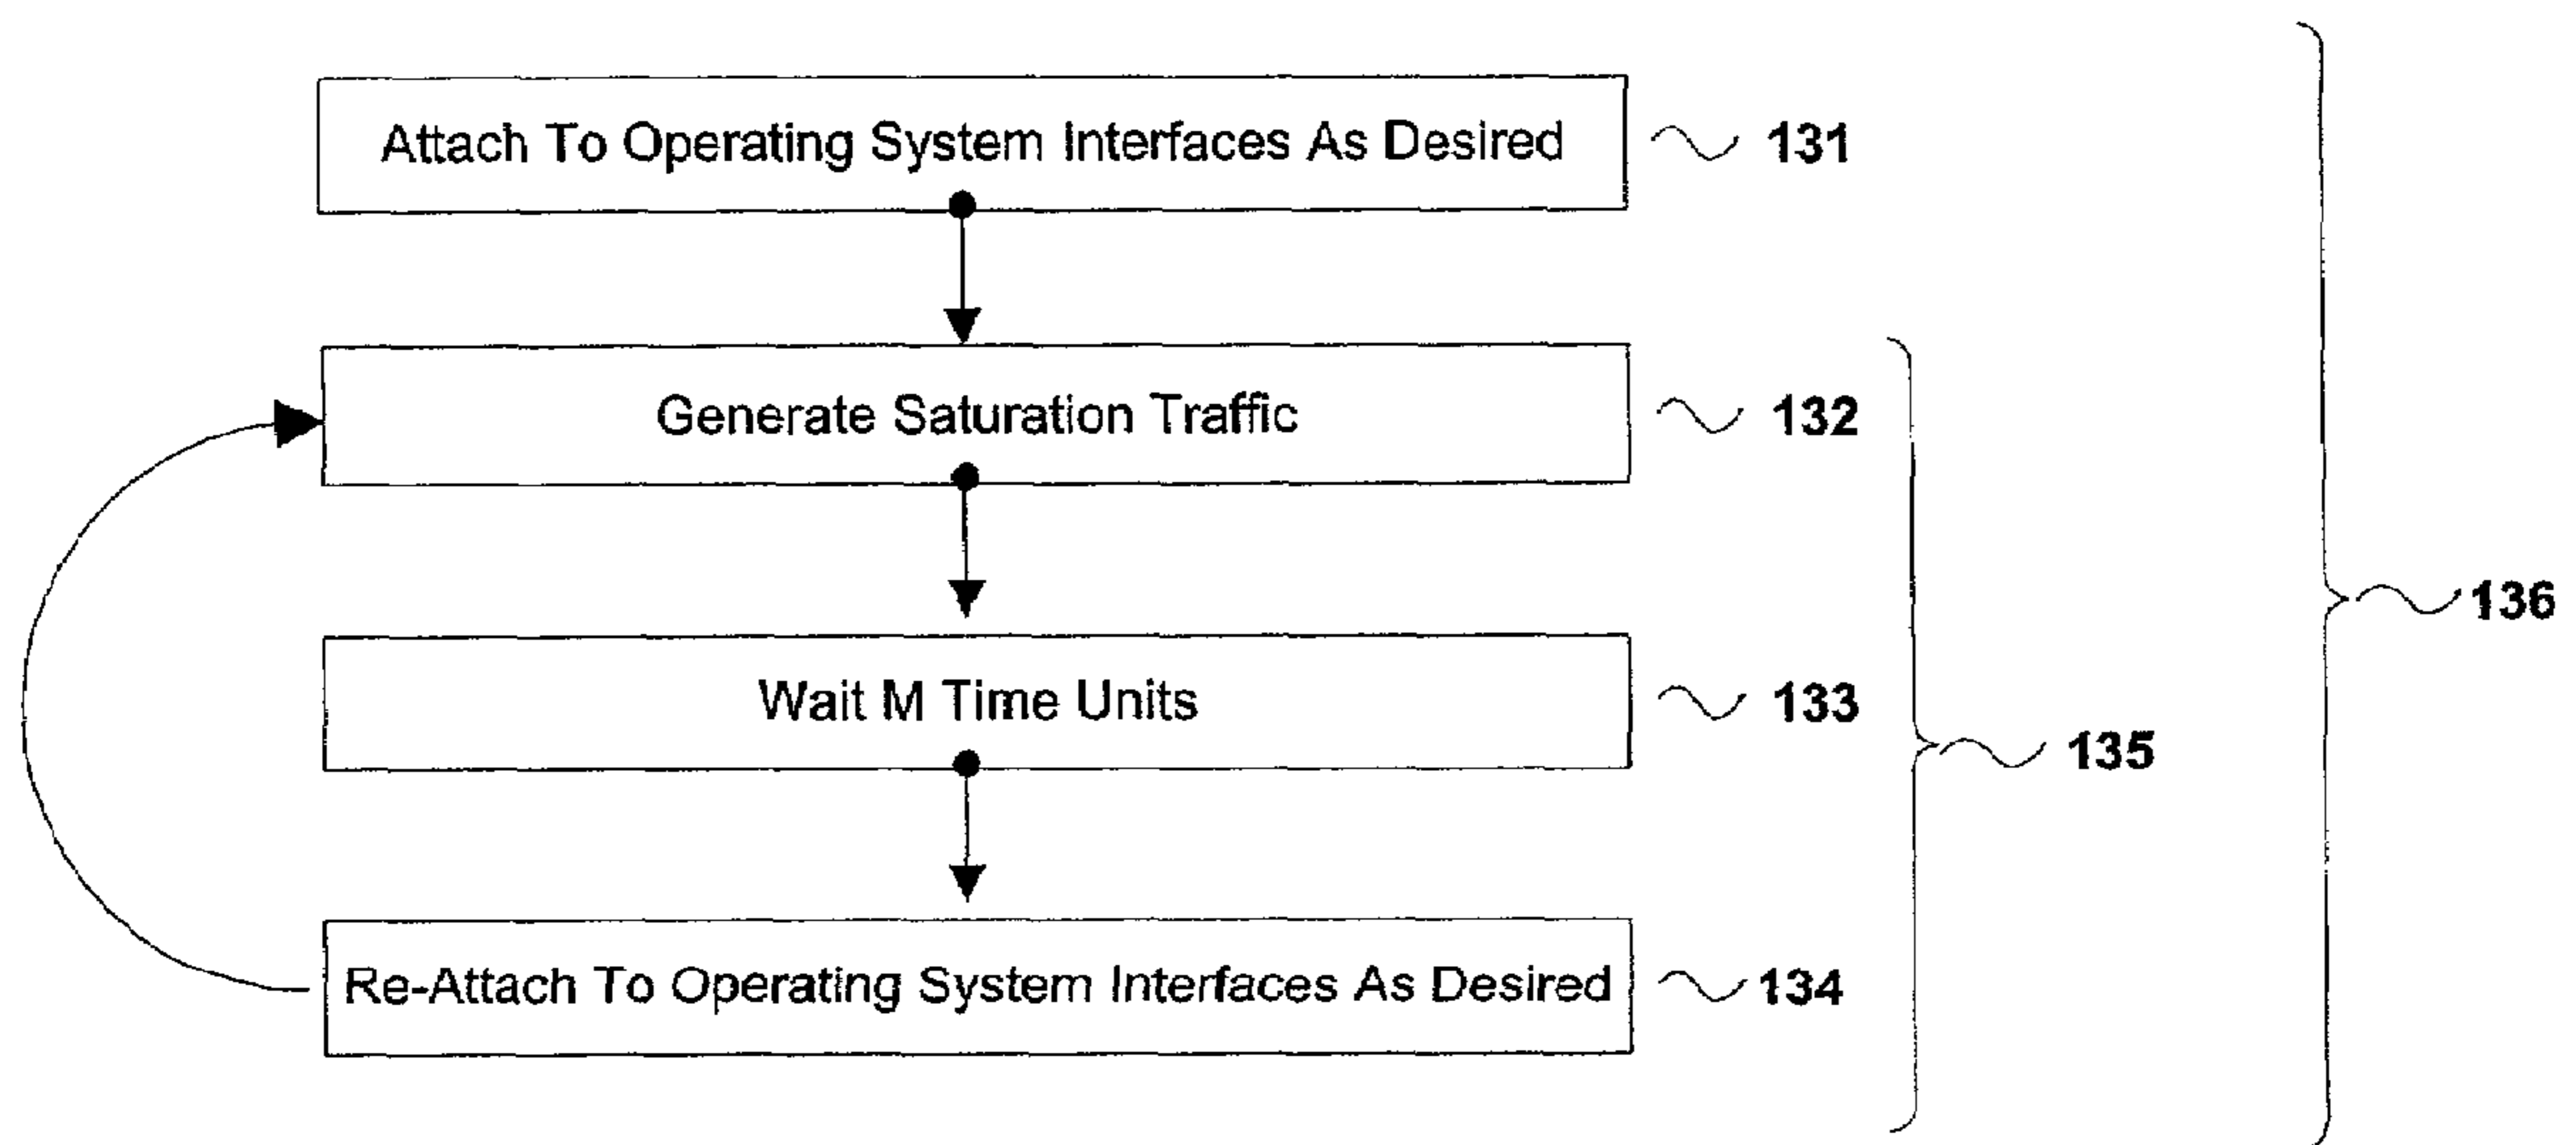 Attach To Operating System Interfaces As Desired 131
Generate Saturation Traffic 132
136
Wait M Time Units 133
135
Re-Attach To Operating System Interfaces As Desired 134